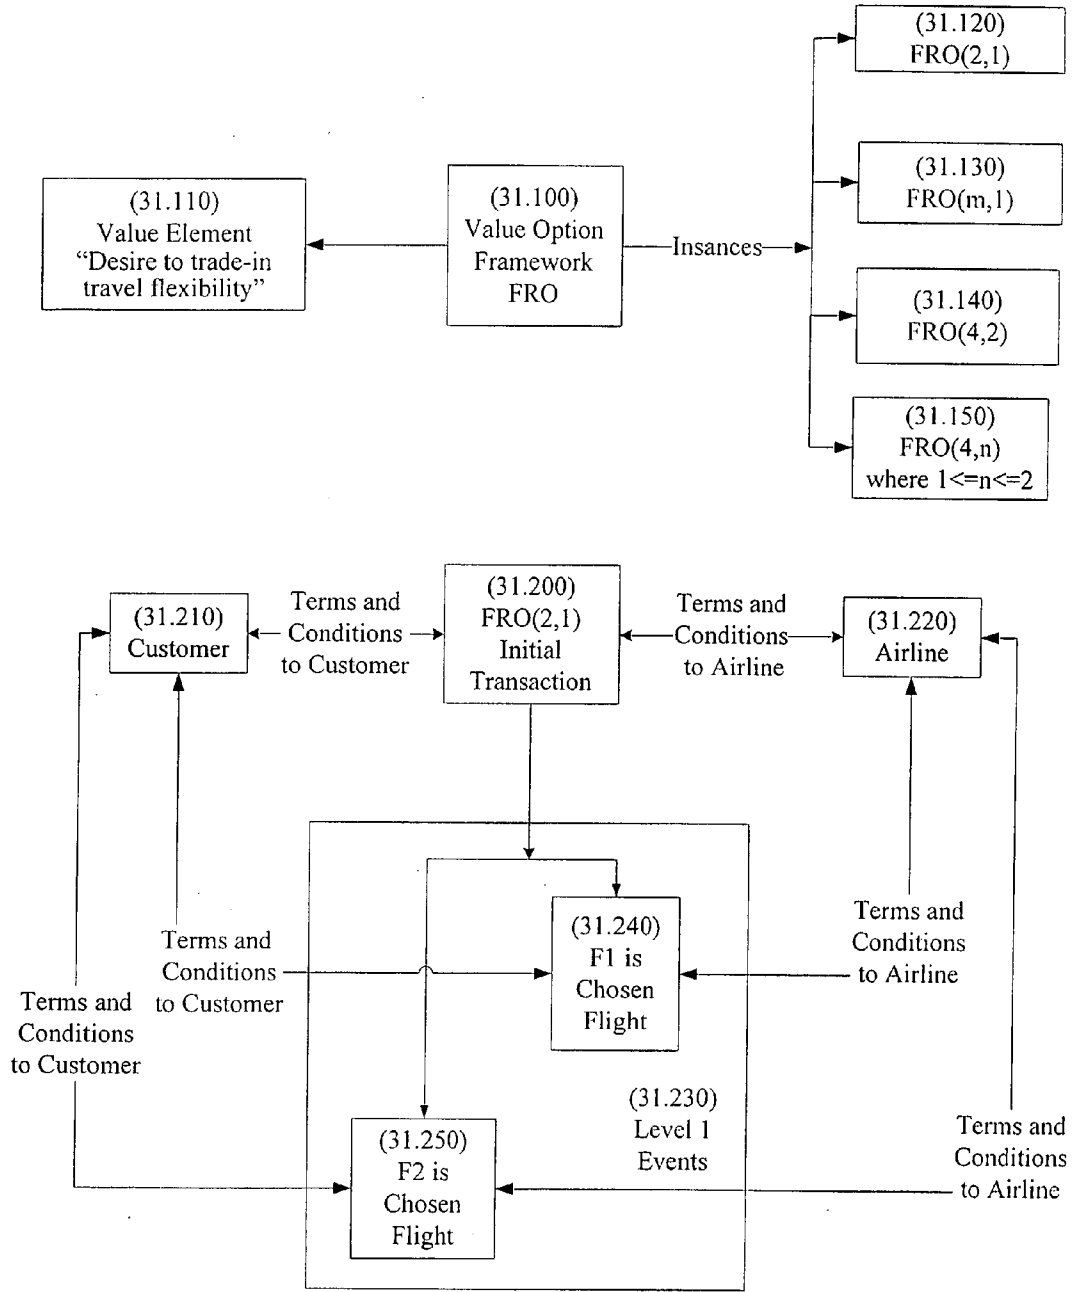 (31.120)
FRO(2,1)
(31.130)
FRO(m,1)
(31.110)
Value Element
“Desire to trade-in
travel flexibility”
(31.100)
Value Option
Framework
FRO
Insances
(31.140)
FRO(4,2)
(31.150)
FRO(4,n)
where 1<=n<=2
(31.210)
Customer
Terms and
Conditions
to Customer
(31.200)
FRO(2,1)
Initial
Transaction
Terms and
Conditions
to Airline
(31.220)
Airline
Terms and
Conditions
to Customer
(31.240)
F1 is
Chosen
Flight
Terms and
Conditions
to Airline
Terms and
Conditions
to Customer
(31.230)
Level 1
Events
(31.250)
F2 is
Chosen
Flight
Terms and
Conditions
to Airline